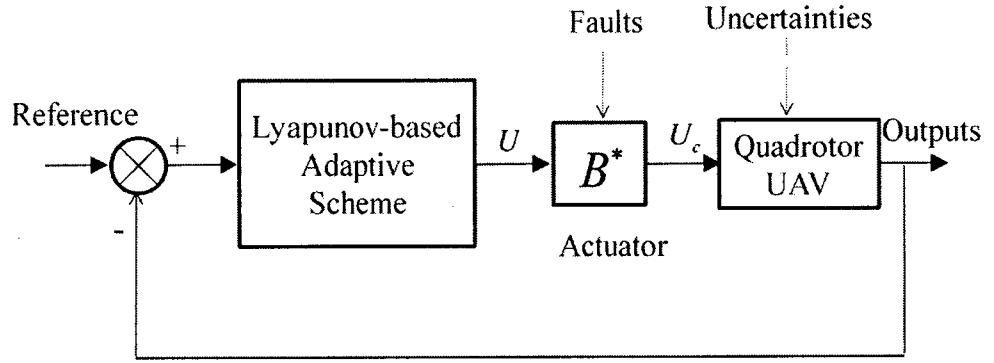 Faults
Uncertainties
Reference
+
-
Lyapunov-based
Adaptive
Scheme
U
B*
Actuator
U_c
Quadrotor
UAV
Outputs